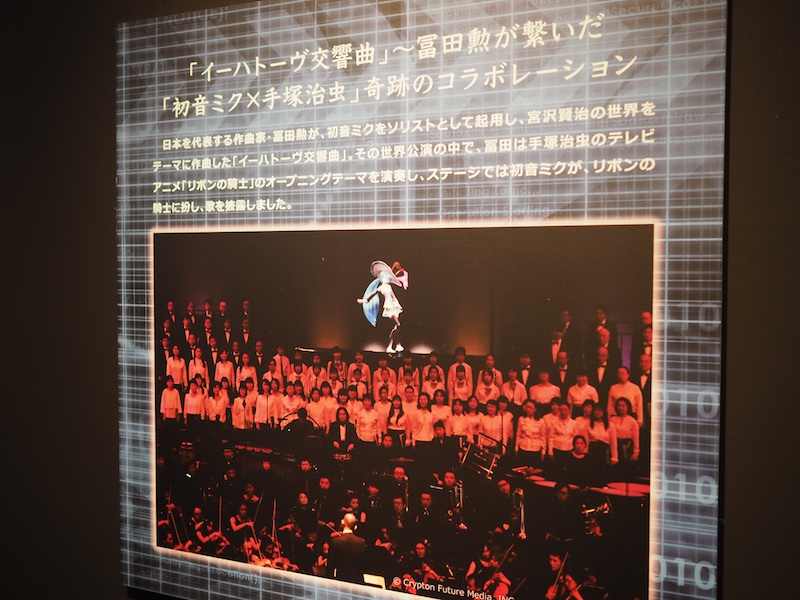 「イーハトーヴ交響曲」～冨田勲が繋いだ
「初音ミク×手塚治虫」奇跡のコラボレーション
日本を代表する作曲家・冨田勲が、初音ミクをソリストとして起用し、宮沢賢治の世界を
テーマに作曲した「イーハトーヴ交響曲」。その世界公演の中で、冨田は手塚治虫のテレビ
アニメ「リボンの騎士」のオープニングテーマを演奏し、ステージでは初音ミクが、リボンの
騎士に扮し、歌を披露しました。
010
010
010
010
© Crypton Future Media, INC